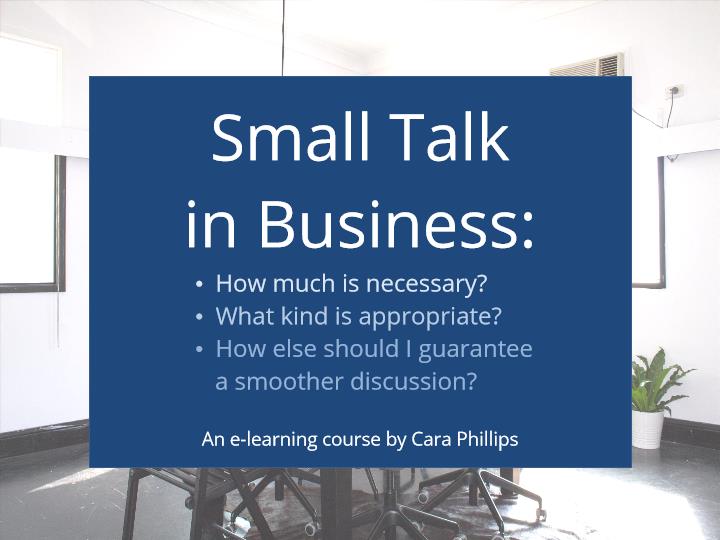 Small Talk
in Business:
• How much is necessary?
• What kind is appropriate?
• How else should I guarantee
a smoother discussion?
An e-learning course by Cara Phillips